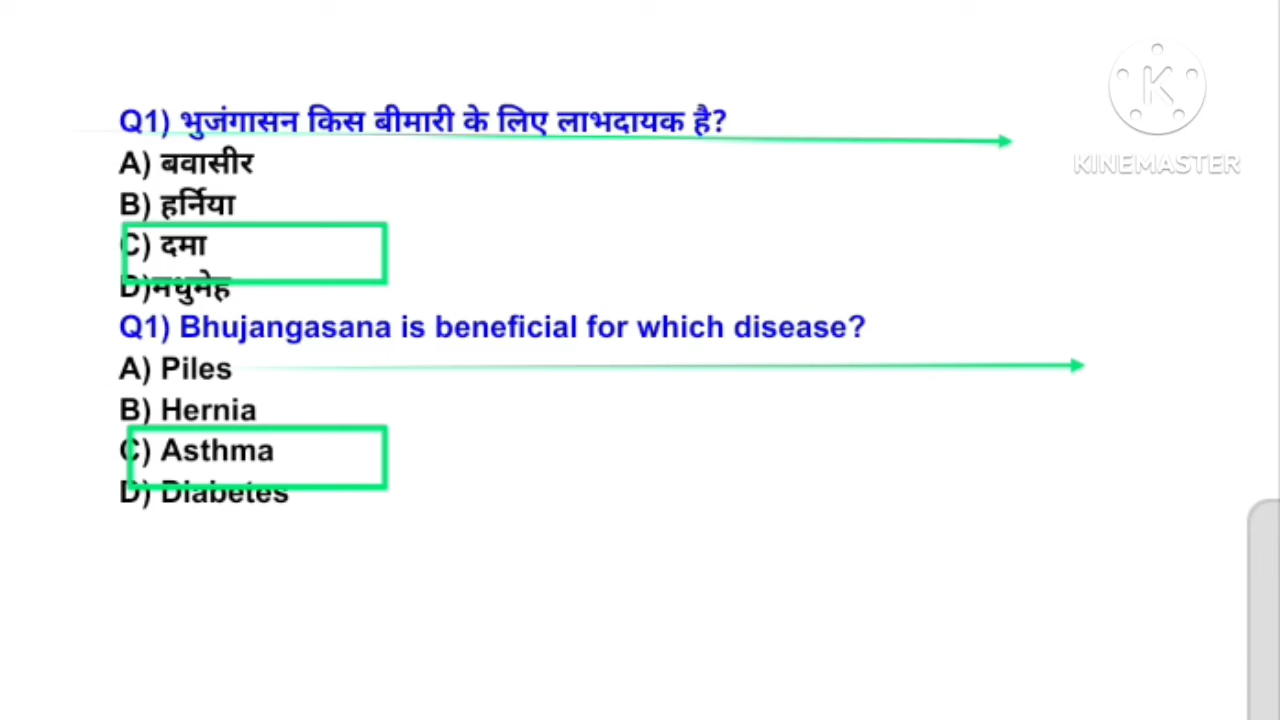 Q1) भुजंगासन किस बीमारी के लिए लाभदायक है?
A) बवासीर
B) हर्निया
C) दमा
D)मधुमेह
Q1) Bhujangasana is beneficial for which disease?
A) Piles
B) Hernia
C) Asthma
D) Diabetes
K
KINEMASTER